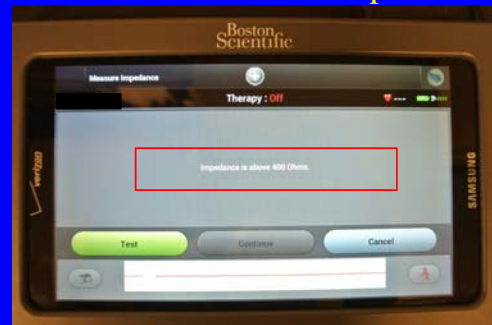 Boston
Scientific
Measure Impedance
Therapy : Off
---
Impedance is above 400 Ohms.
verizon
SAMSUNG
Test
Continue
Cancel